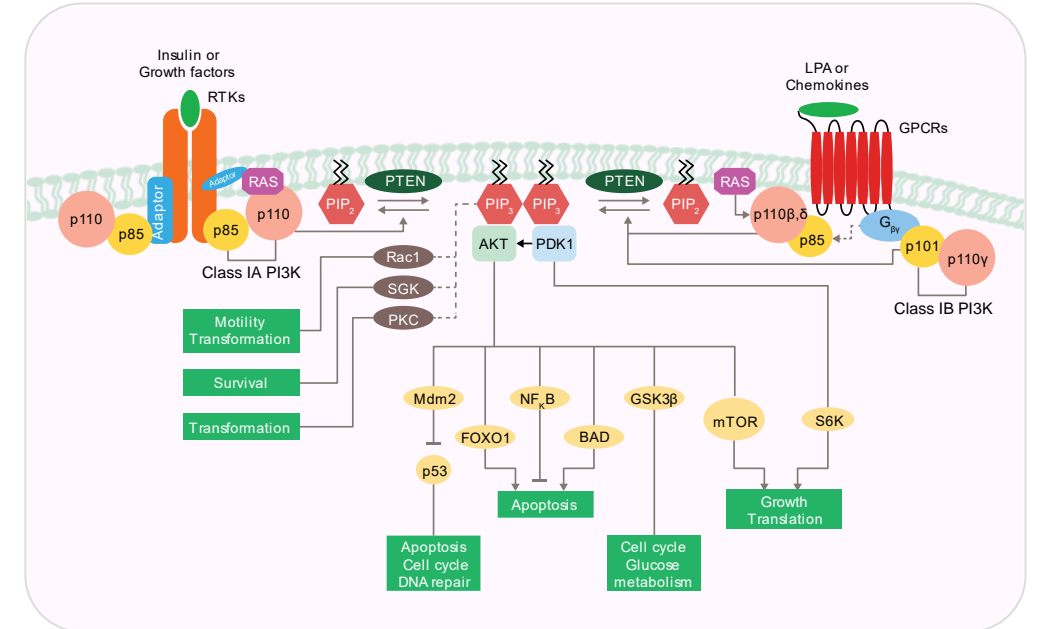 Insulin or
Growth factors
RTKs
LPA or
Chemokines
GPCRs
Adaptor
Adaptor
RAS
p110
p85
p85
p110
Class IA PI3K
PIP2
PTEN
PIP3
PIP3
AKT
PDK1
PTEN
PIP2
RAS
p110β,δ
p85
Gβγ
p101
p110γ
Class IB PI3K
Rac1
SGK
PKC
Motility
Transformation
Survival
Transformation
Mdm2
NFKB
GSK3β
FOXO1
BAD
mTOR
S6K
p53
Apoptosis
Growth
Translation
Apoptosis
Cell cycle
DNA repair
Cell cycle
Glucose
metabolism